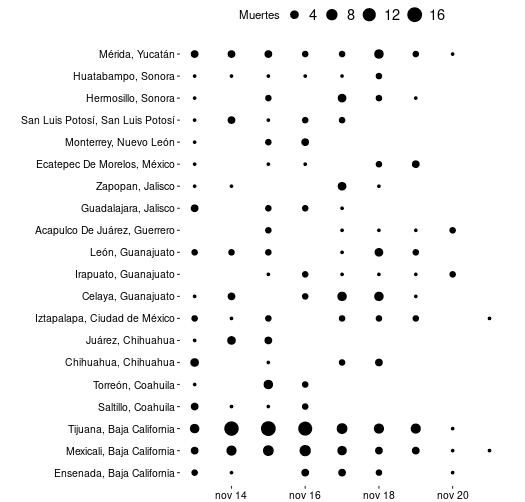 Muertes 4 8 12 16
Mérida, Yucatán
Huatabampo, Sonora
Hermosillo, Sonora
San Luis Potosí, San Luis Potosí
Monterrey, Nuevo León
Ecatepec De Morelos, México
Zapopan, Jalisco
Guadalajara, Jalisco
Acapulco De Juárez, Guerrero
León, Guanajuato
Irapuato, Guanajuato
Celaya, Guanajuato
Iztapalapa, Ciudad de México
Juárez, Chihuahua
Chihuahua, Chihuahua
Torreón, Coahuila
Saltillo, Coahuila
Tijuana, Baja California
Mexicali, Baja California
Ensenada, Baja California
nov 14 nov 16 nov 18 nov 20